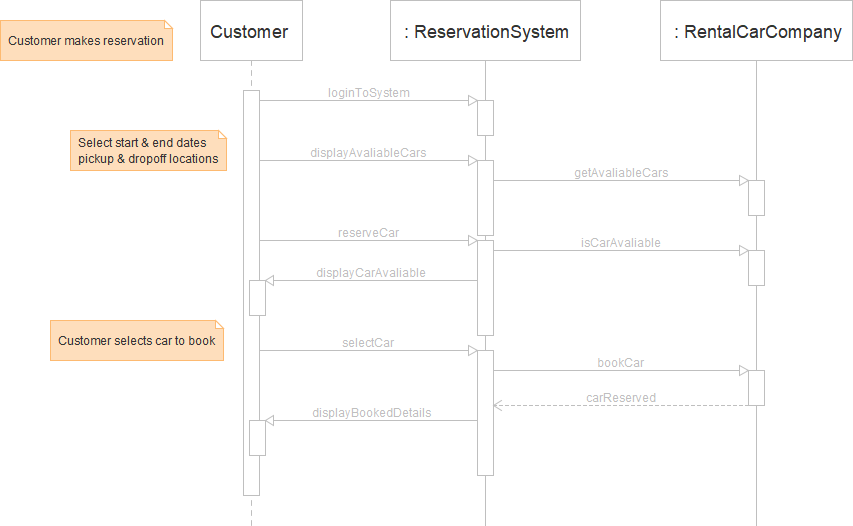 Customer
: ReservationSystem
: RentalCarCompany
Customer makes reservation
loginToSystem
Select start & end dates
pickup & dropoff locations
displayAvaliableCars
getAvaliableCars
reserveCar
isCarAvaliable
displayCarAvaliable
Customer selects car to book
selectCar
bookCar
carReserved
displayBookedDetails